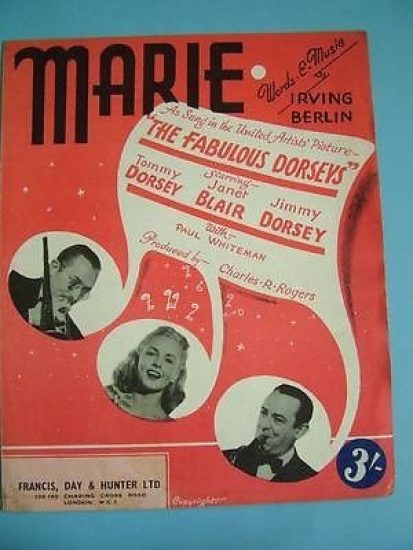 MARIE
Words & Music
by
IRVING
BERLIN
As Sung in the United Artists' Picture—
"THE FABULOUS DORSEYS"
Starring—
Tommy Janet Jimmy
DORSEY BLAIR DORSEY
With—
PAUL WHITEMAN
Produced by— Charles-R-Rogers
FRANCIS, DAY & HUNTER LTD
CHARING CROSS ROAD
LONDON W.C.2
Copyright
3/-